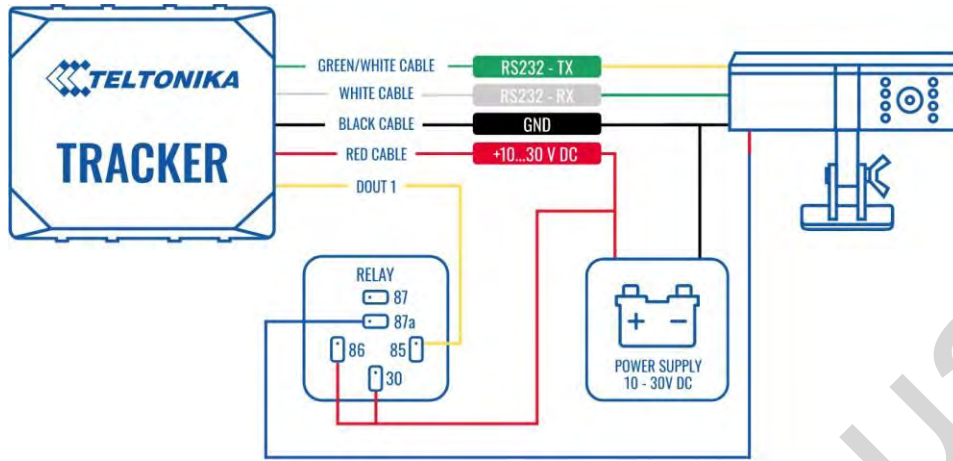 TELTONIKA
TRACKER
GREEN/WHITE CABLE RS232 - TX
WHITE CABLE RS232 - RX
BLACK CABLE GND
RED CABLE +10...30 V DC
DOUT 1
RELAY
87
87a
86 85
30
+ -
POWER SUPPLY
10 - 30V DC